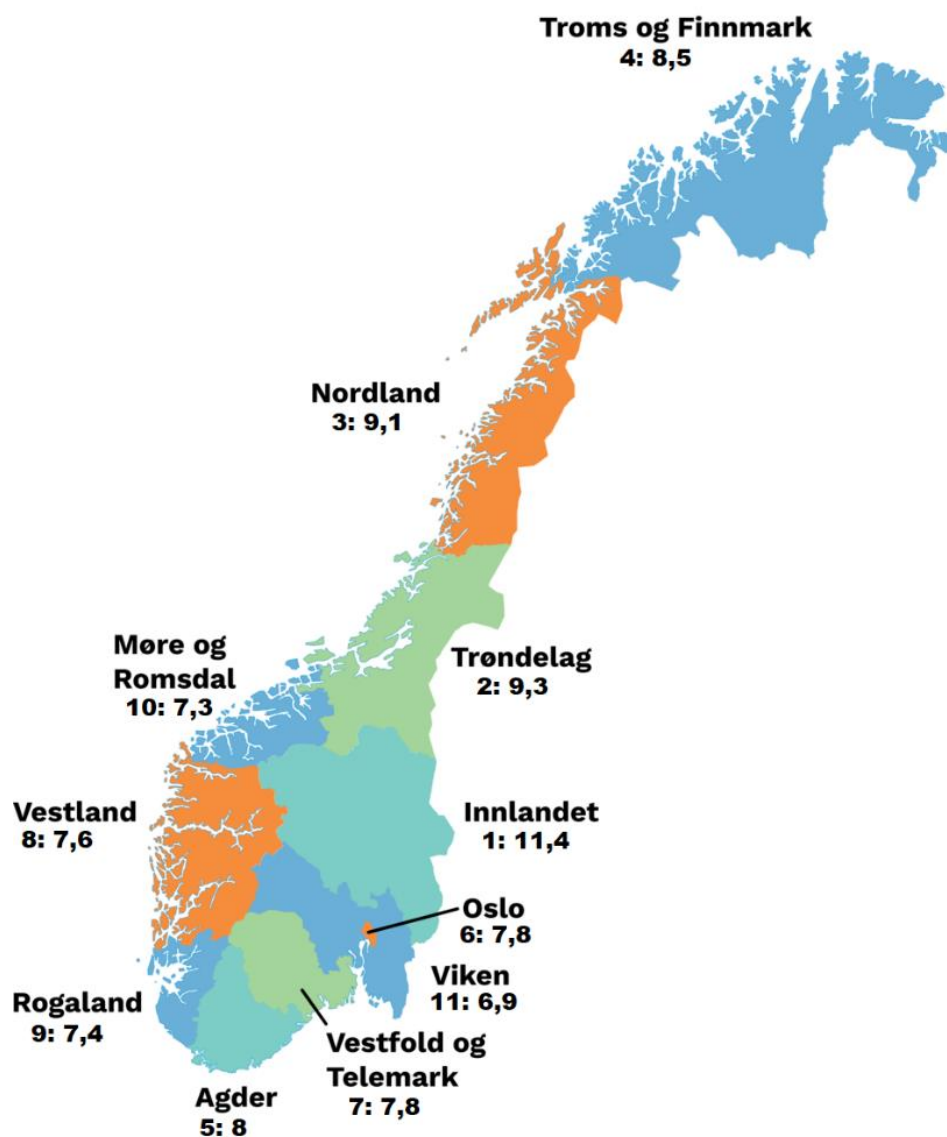 Troms og Finnmark
4: 8,5
Nordland
3: 9,1
Møre og
Romsdal
10: 7,3
Trøndelag
2: 9,3
Vestland
8: 7,6
Innlandet
1: 11,4
Oslo
6: 7,8
Viken
11: 6,9
Rogaland
9: 7,4
Vestfold og
Telemark
7: 7,8
Agder
5: 8